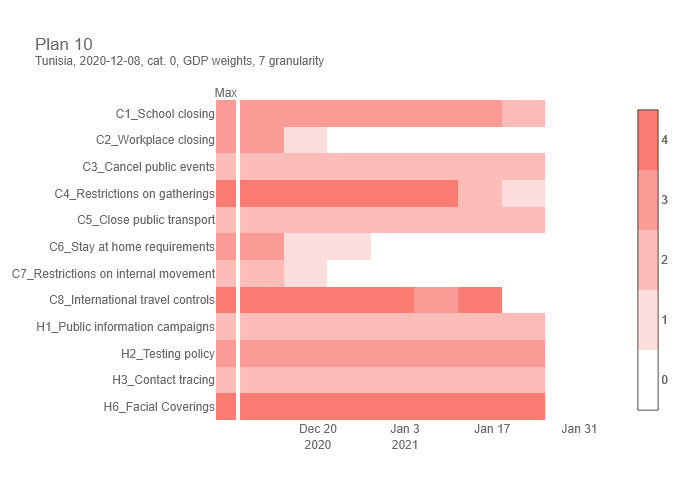 Plan 10
Tunisia, 2020-12-08, cat. 0, GDP weights, 7 granularity
Max
C1_School closing
C2_Workplace closing
C3_Cancel public events
C4_Restrictions on gatherings
C5_Close public transport
C6_Stay at home requirements
C7_Restrictions on internal movement
C8_International travel controls
H1_Public information campaigns
H2_Testing policy
H3_Contact tracing
H6_Facial Coverings
Dec 20 Jan 3 Jan 17 Jan 31
2020 2021
4
3
2
1
0